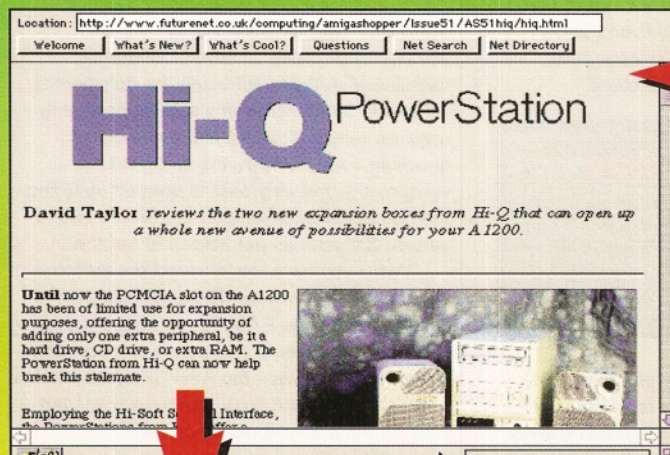 Location: http://www.futurenet.co.uk/computing/amigashopper/Issue51/AS51hiq/hiq.html
Welcome What's New? What's Cool? Questions Net Search Net Directory
Hi-Q PowerStation
David Taylor reviews the two new expansion boxes from Hi-Q that can open up
a whole new avenue of possibilities for your A1200.
Until now the PCMCIA slot on the A1200
has been of limited use for expansion
purposes, offering the opportunity of
adding only one extra peripheral, be it a
hard drive, CD drive, or extra RAM. The
PowerStation from Hi-Q can now help
break this stalemate.
Employing the Hi-Soft Interface,
the PowerStations from